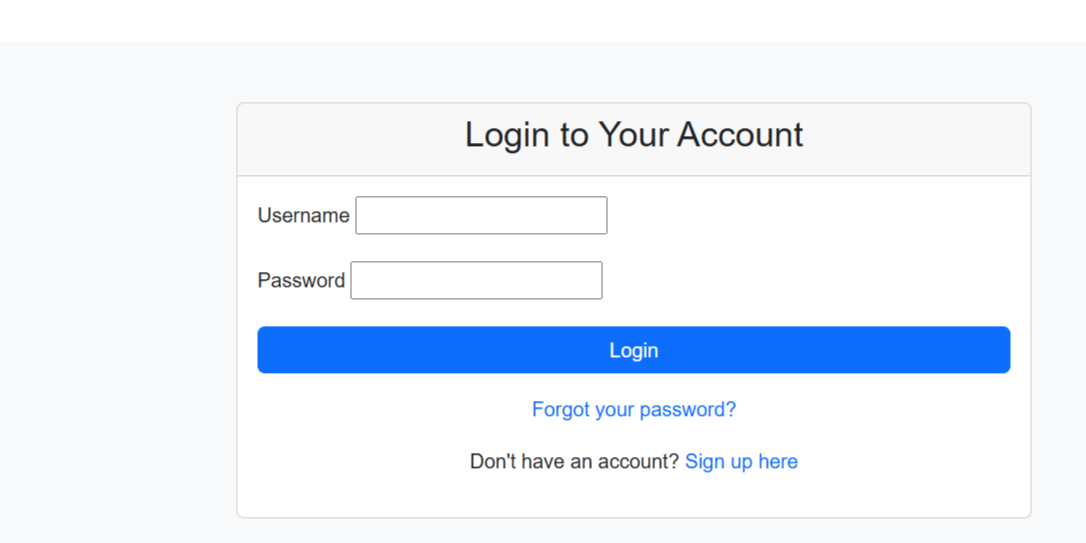 Login to Your Account
Username
Password
Login
Forgot your password?
Don't have an account? Sign up here